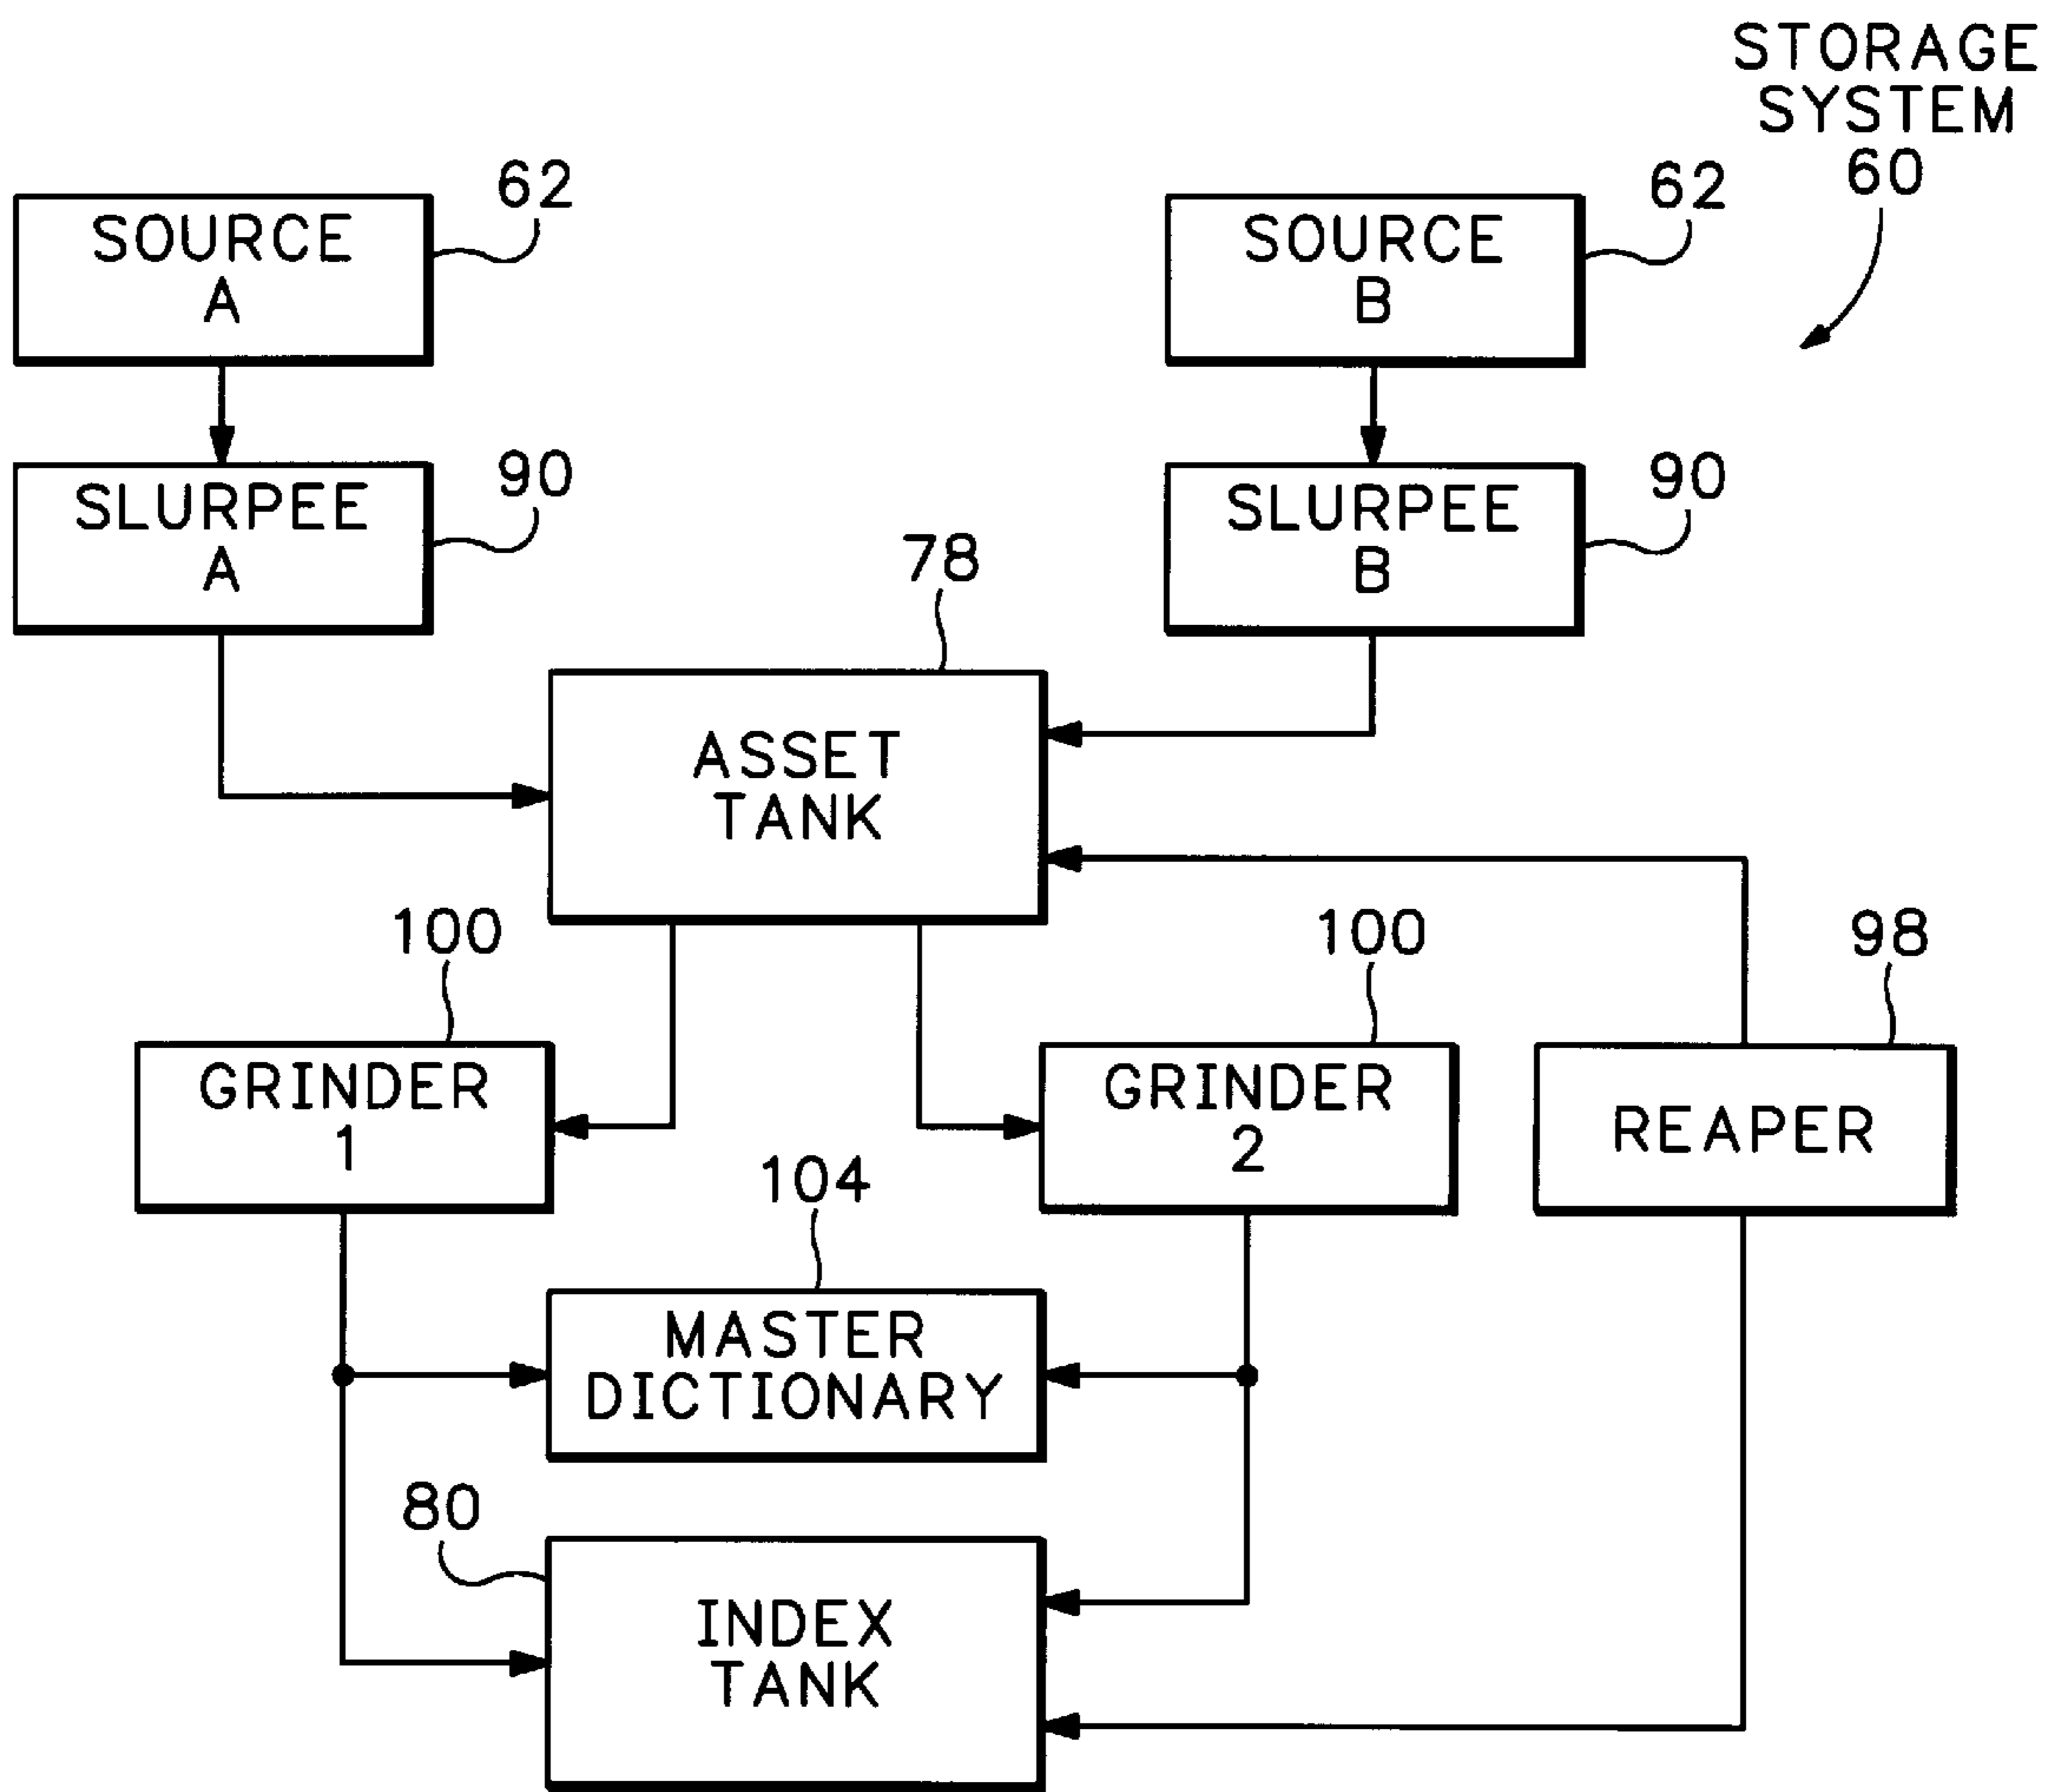 STORAGE
SYSTEM
60
62
SOURCE
A
62
SOURCE
B
90
SLURPEE
A
90
SLURPEE
B
78
ASSET
TANK
100
GRINDER
1
100
GRINDER
2
98
REAPER
104
MASTER
DICTIONARY
80
INDEX
TANK